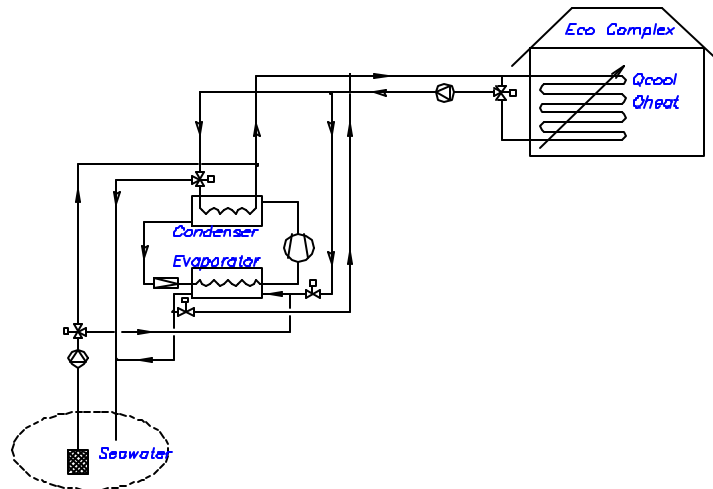 Eco Complex
Qcool
Qheat
Condenser
Evaporator
Seawater